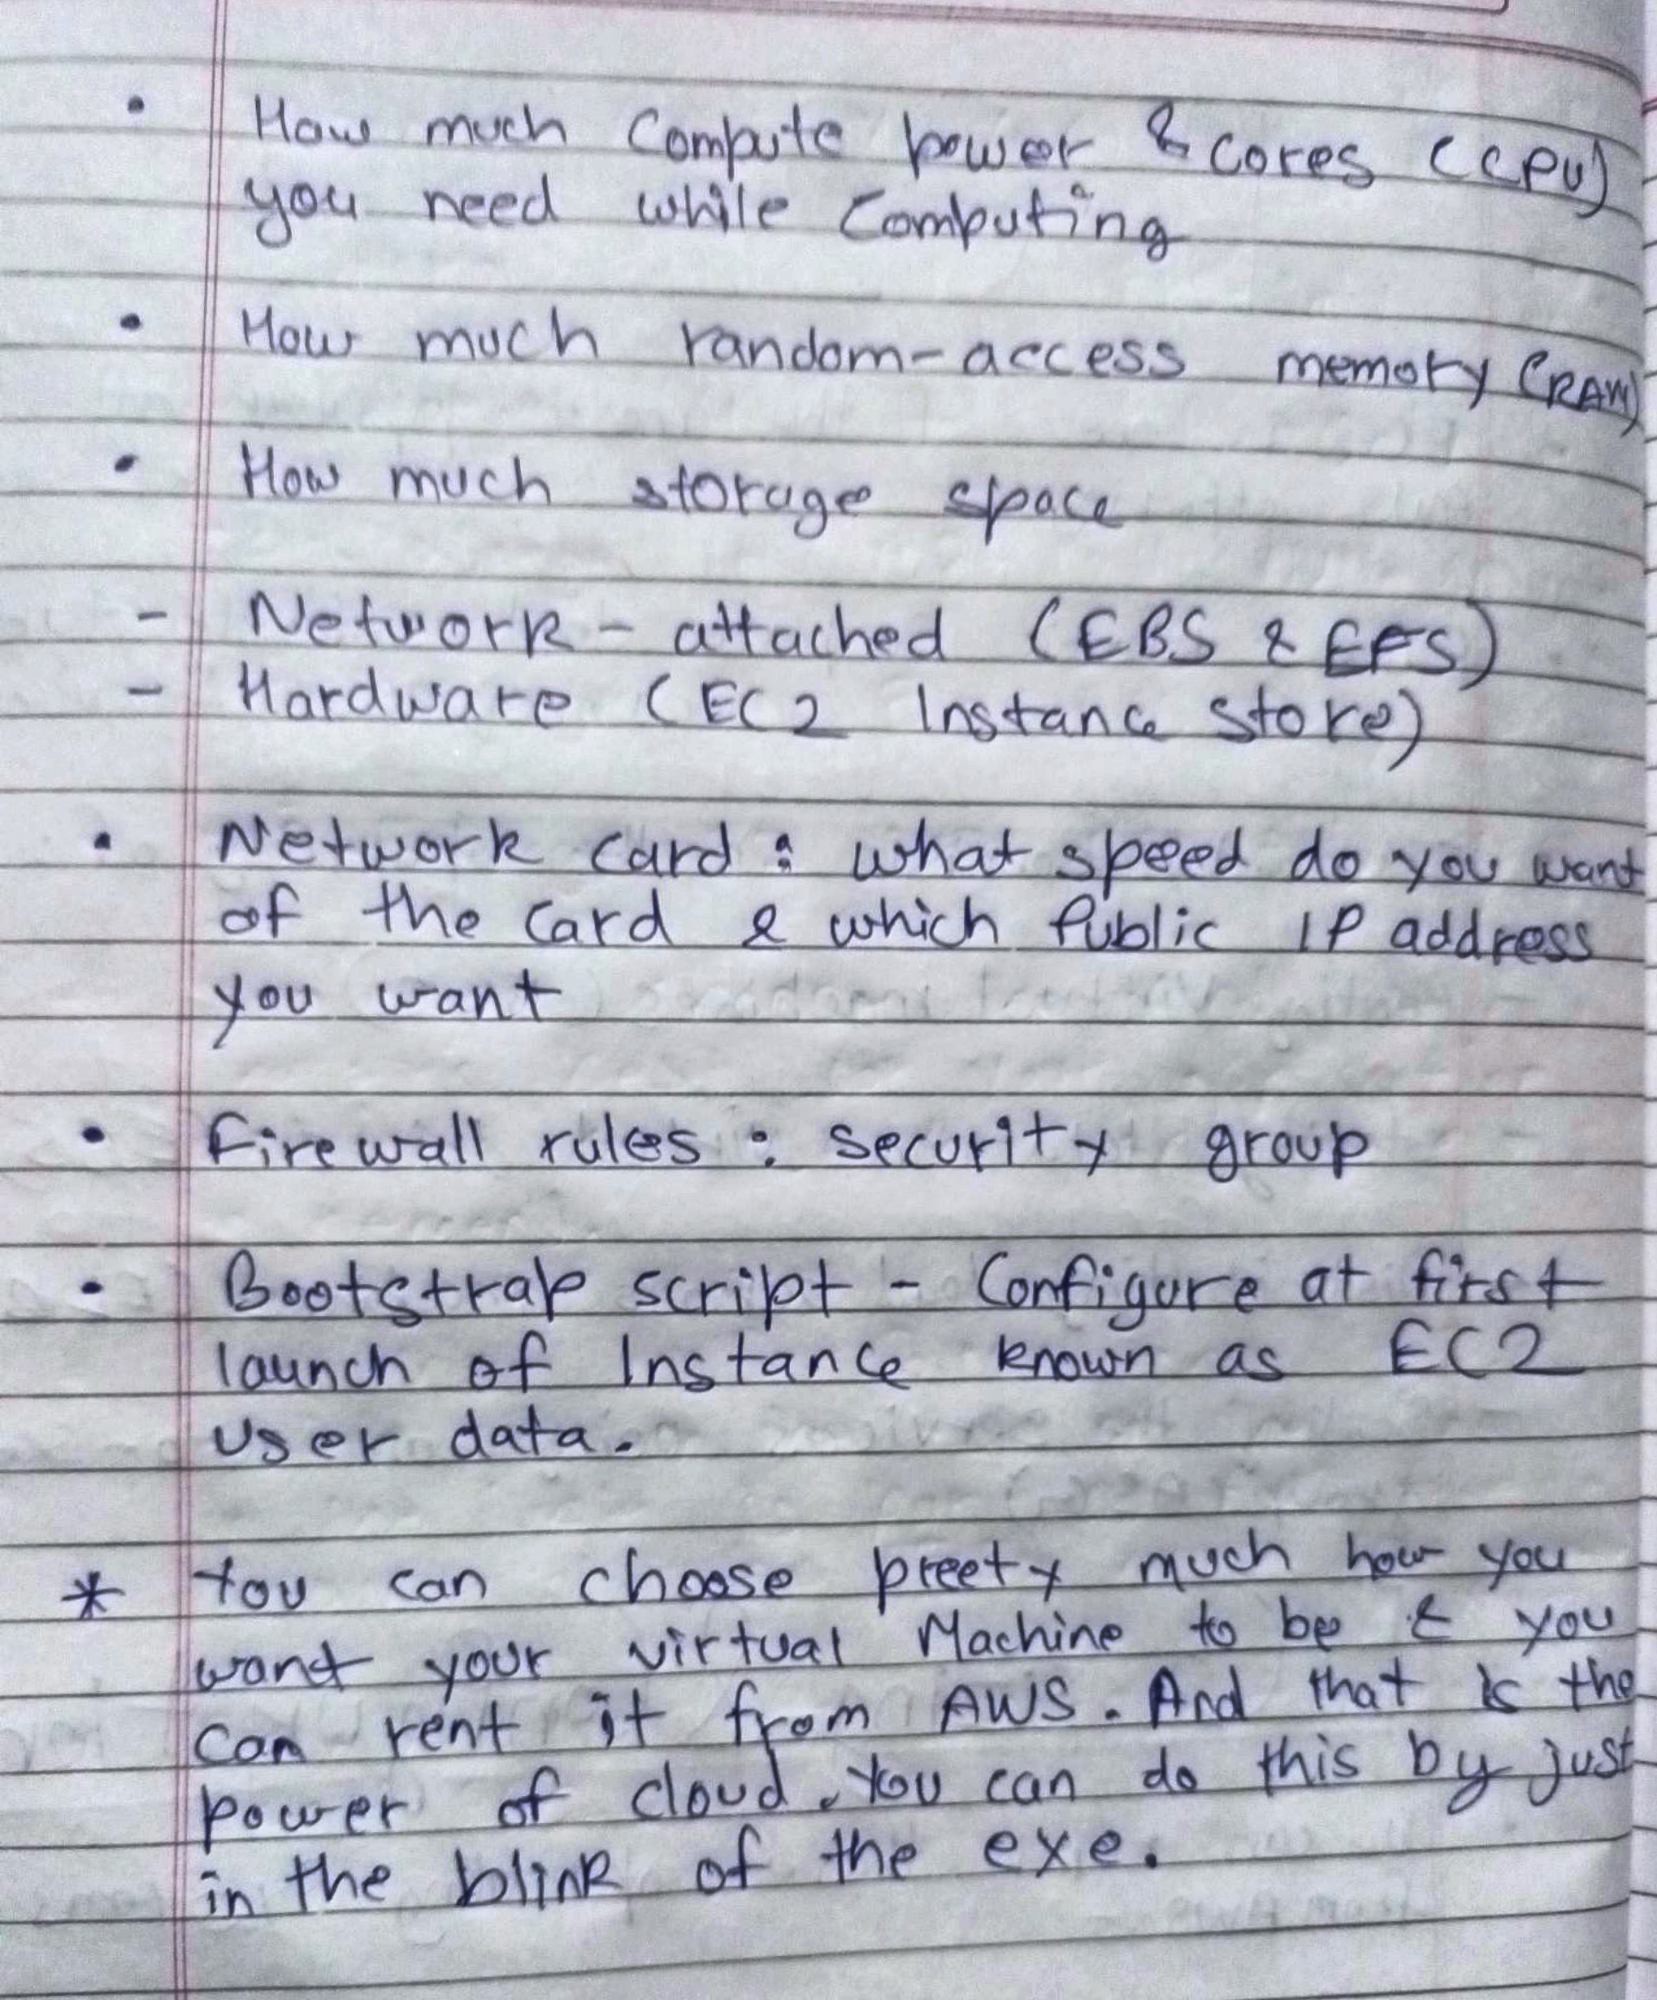 • How much Compute power & cores (CPU)
you need while Computing
• How much random-access memory (RAM)
• How much storage space
- Network-attached (EBS & EFS)
- Hardware (EC2 Instance Store)
• Network card : what speed do you want
of the card & which Public IP address
you want
• Firewall rules : security group
• Bootstrap script - Configure at first
launch of Instance known as EC2
user data.
* You can choose preety much how you
want your virtual Machine to be & you
can rent it from AWS. And that is the
power of cloud. You can do this by just
in the blink of the exe.